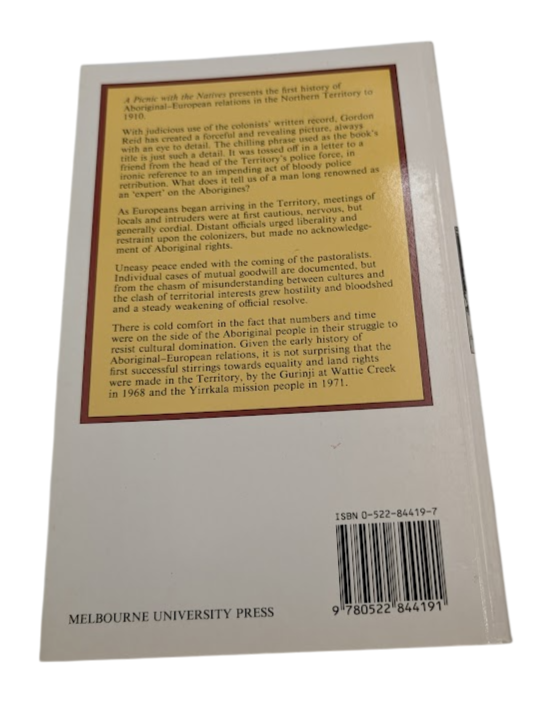 A Picnic with the Natives presents the first history of
Aboriginal–European relations in the Northern Territory to
1910.
With judicious use of the colonists' written record, Gordon
Reid has created a forceful and revealing picture, always
with an eye to detail. The chilling phrase used as the book's
title is just such a detail. It was tossed off in a letter to a
friend from the head of the Territory's police force, in
ironic reference to an impending act of bloody police
retribution. What does it tell us of a man long renowned as
an 'expert' on the Aborigines?
As Europeans began arriving in the Territory, meetings of
locals and intruders were at first cautious, nervous, but
generally cordial. Distant officials urged liberality and
restraint upon the colonizers, but made no acknowledge-
ment of Aboriginal rights.
Uneasy peace ended with the coming of the pastoralists.
Individual cases of mutual goodwill are documented, but
from the chasm of misunderstanding between cultures and
the clash of territorial interests grew hostility and bloodshed
and a steady weakening of official resolve.
There is cold comfort in the fact that numbers and time
were on the side of the Aboriginal people in their struggle to
resist cultural domination. Given the early history of
Aboriginal–European relations, it is not surprising that the
first successful stirrings towards equality and land rights
were made in the Territory, by the Gurinji at Wattie Creek
in 1968 and the Yirrkala mission people in 1971.
ISBN 0-522-84419-7
9 780522 844191
MELBOURNE UNIVERSITY PRESS